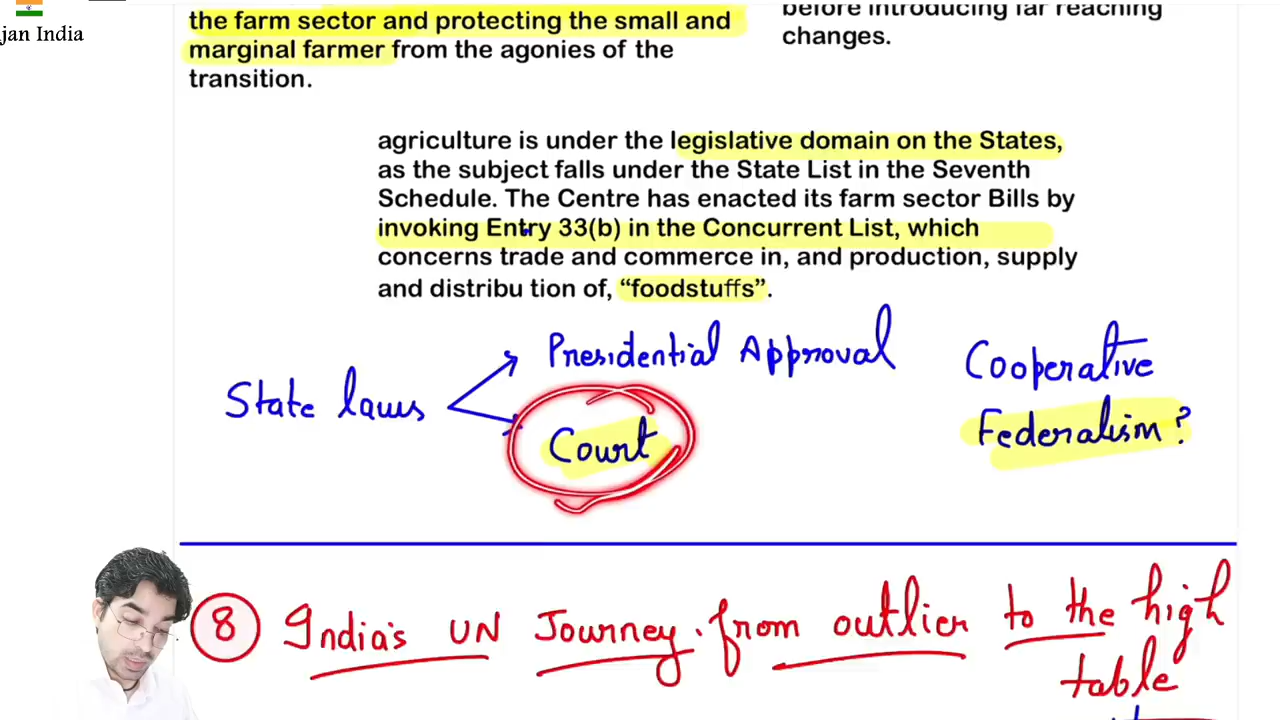 jan India
the farm sector and protecting the small and
marginal farmer from the agonies of the
transition.
before introducing far reaching
changes.
agriculture is under the legislative domain on the States,
as the subject falls under the State List in the Seventh
Schedule. The Centre has enacted its farm sector Bills by
invoking Entry 33(b) in the Concurrent List, which
concerns trade and commerce in, and production, supply
and distribu tion of, “foodstuffs”.
State laws
Presidential Approval
Court
Cooperative
Federalism?
8 India's UN Journey. from outlier to the high
table